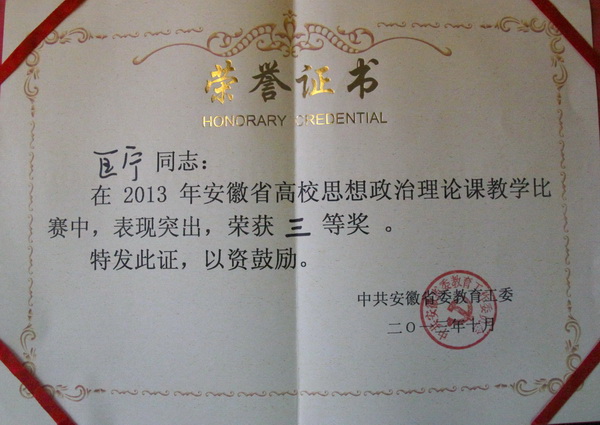 荣誉证书
HONORARY CREDENTIAL
匡宁 同志：
在 2013 年安徽省高校思想政治理论课教学比
赛中，表现突出，荣获 三 等奖 。
特发此证，以资鼓励。
中共安徽省委教育工委
二○一三年十月